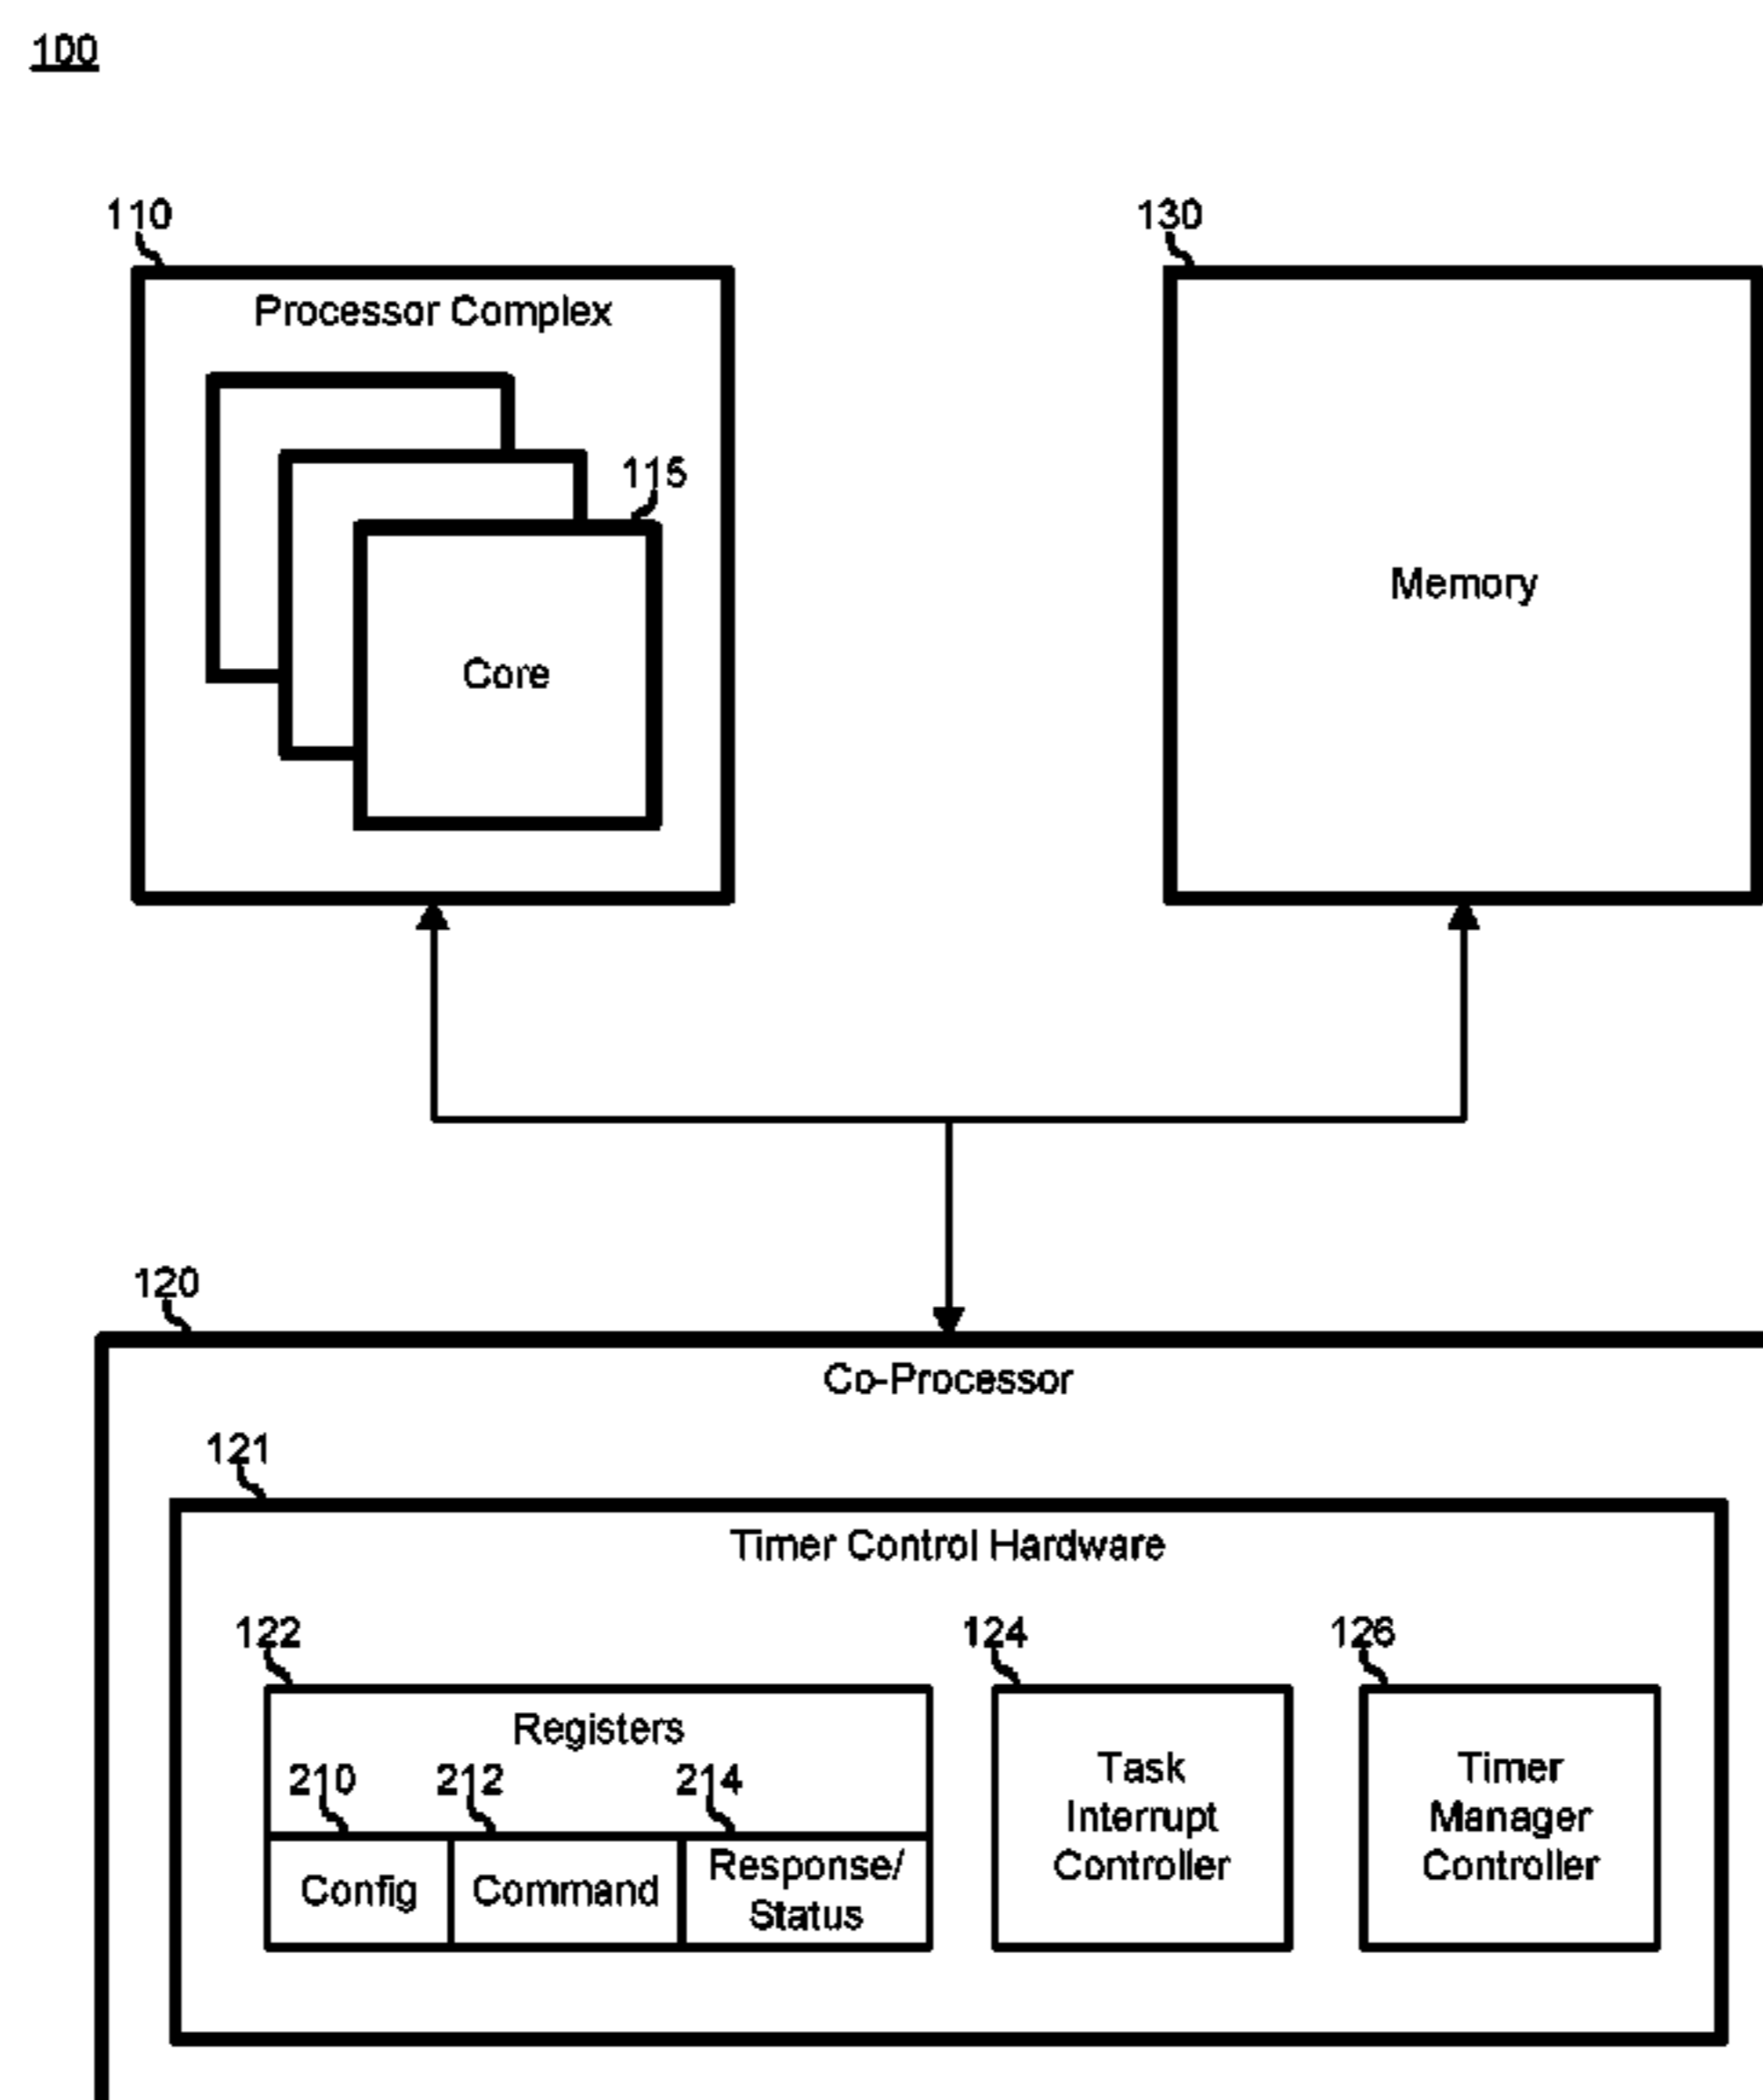 100
110
130
Processor Complex
115
Memory
Core
120
Co-Processor
121
Timer Control Hardware
122
124
126
Registers
210
212
214
Task
Interrupt
Controller
Timer
Manager
Controller
Config
Command
Response/
Status